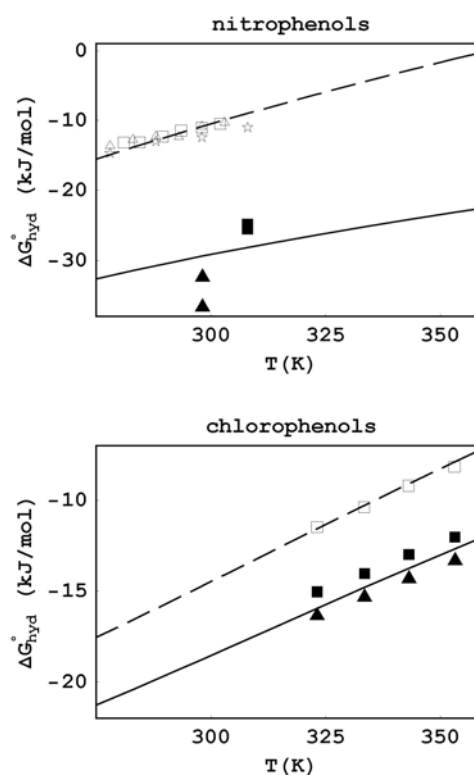 nitrophenols
0
-10
-20
-30
ΔG°hyd (kJ/mol)
300
325
350
T(K)
chlorophenols
-10
-15
-20
ΔG°hyd (kJ/mol)
300
325
350
T(K)